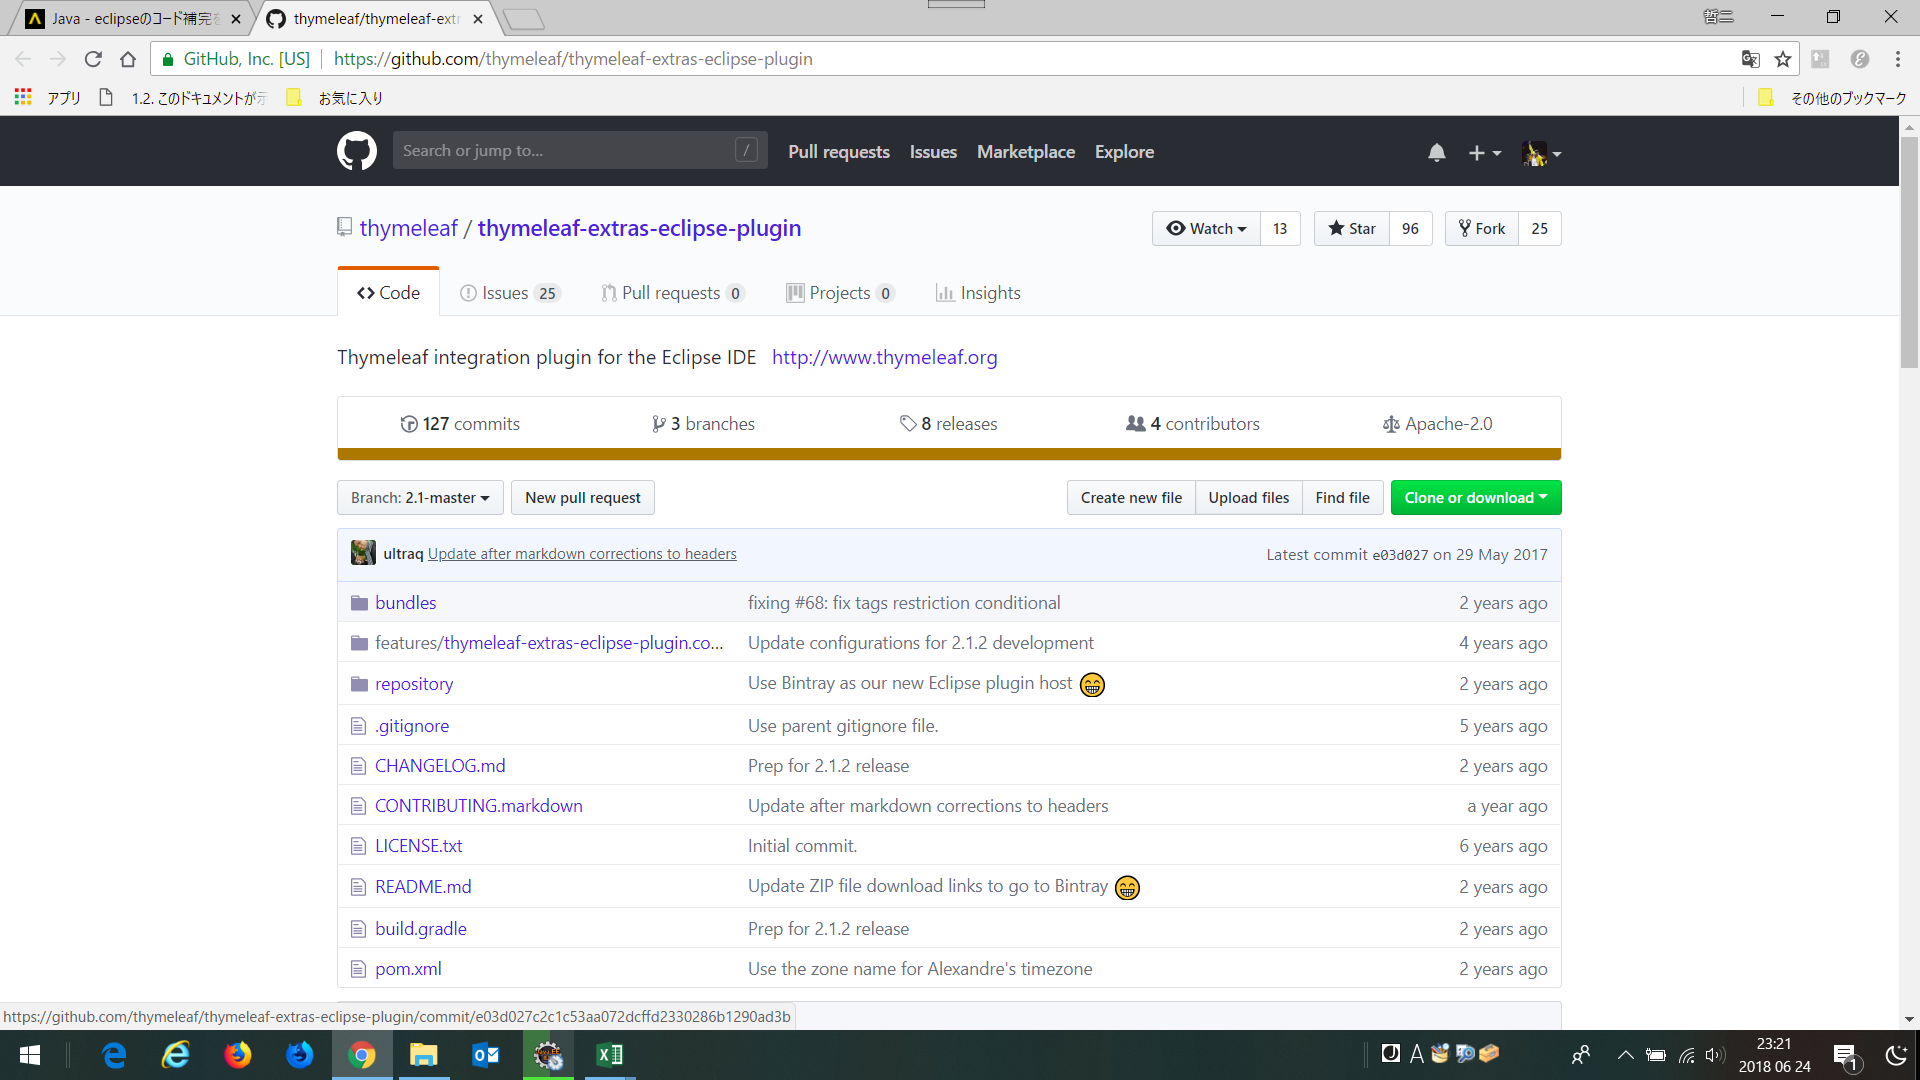 Java - eclipseのコード補完を
thymeleaf/thymeleaf-extr
哲二
GitHub, Inc. [US]
https://github.com/thymeleaf/thymeleaf-extras-eclipse-plugin
アプリ
1.2. このドキュメントが示
お気に入り
その他のブックマーク
Search or jump to...
/
Pull requests
Issues
Marketplace
Explore
thymeleaf / thymeleaf-extras-eclipse-plugin
Watch 13
Star 96
Fork 25
Code
Issues 25
Pull requests 0
Projects 0
Insights
Thymeleaf integration plugin for the Eclipse IDE http://www.thymeleaf.org
127 commits
3 branches
8 releases
4 contributors
Apache-2.0
Branch: 2.1-master
New pull request
Create new file
Upload files
Find file
Clone or download
ultraq Update after markdown corrections to headers
Latest commit e03d027 on 29 May 2017
bundles fixing #68: fix tags restriction conditional 2 years ago
features/thymeleaf-extras-eclipse-plugin.co... Update configurations for 2.1.2 development 4 years ago
repository Use Bintray as our new Eclipse plugin host 😁 2 years ago
.gitignore Use parent gitignore file. 5 years ago
CHANGELOG.md Prep for 2.1.2 release 2 years ago
CONTRIBUTING.markdown Update after markdown corrections to headers a year ago
LICENSE.txt Initial commit. 6 years ago
README.md Update ZIP file download links to go to Bintray 😁 2 years ago
build.gradle Prep for 2.1.2 release 2 years ago
pom.xml Use the zone name for Alexandre's timezone 2 years ago
https://github.com/thymeleaf/thymeleaf-extras-eclipse-plugin/commit/e03d027c2c1c53aa072dcffd2330286b1290ad3b
A
23:21
2018 06 24
1